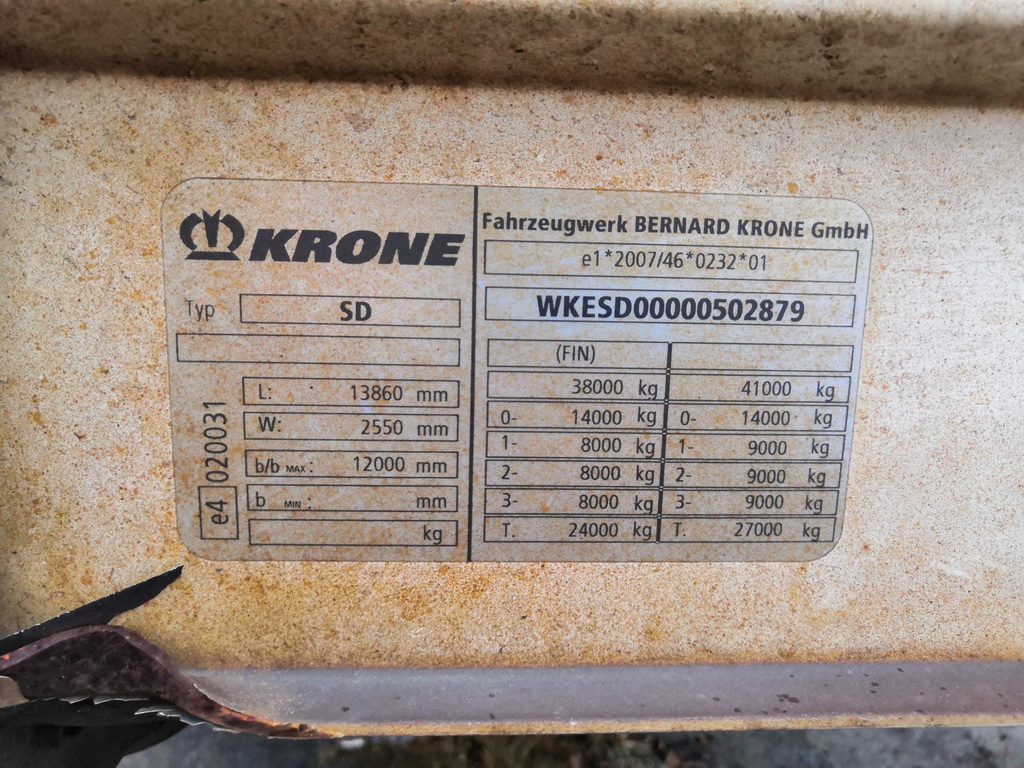 KRONE
Typ SD
L: : 13860 mm
W: 2550 mm
b/b MAX: 12000 mm
b MIN : mm
kg
e4 020031
Fahrzeugwerk BERNARD KRONE GmbH
e1*2007/46*0232*01
WKESD00000502879
(FIN)
38000 kg 41000 kg
0- 14000 kg 0- 14000 kg
1- 8000 kg 1- 9000 kg
2- 8000 kg 2- 9000 kg
3- 8000 kg 3- 9000 kg
T. 24000 kg T. 27000 kg